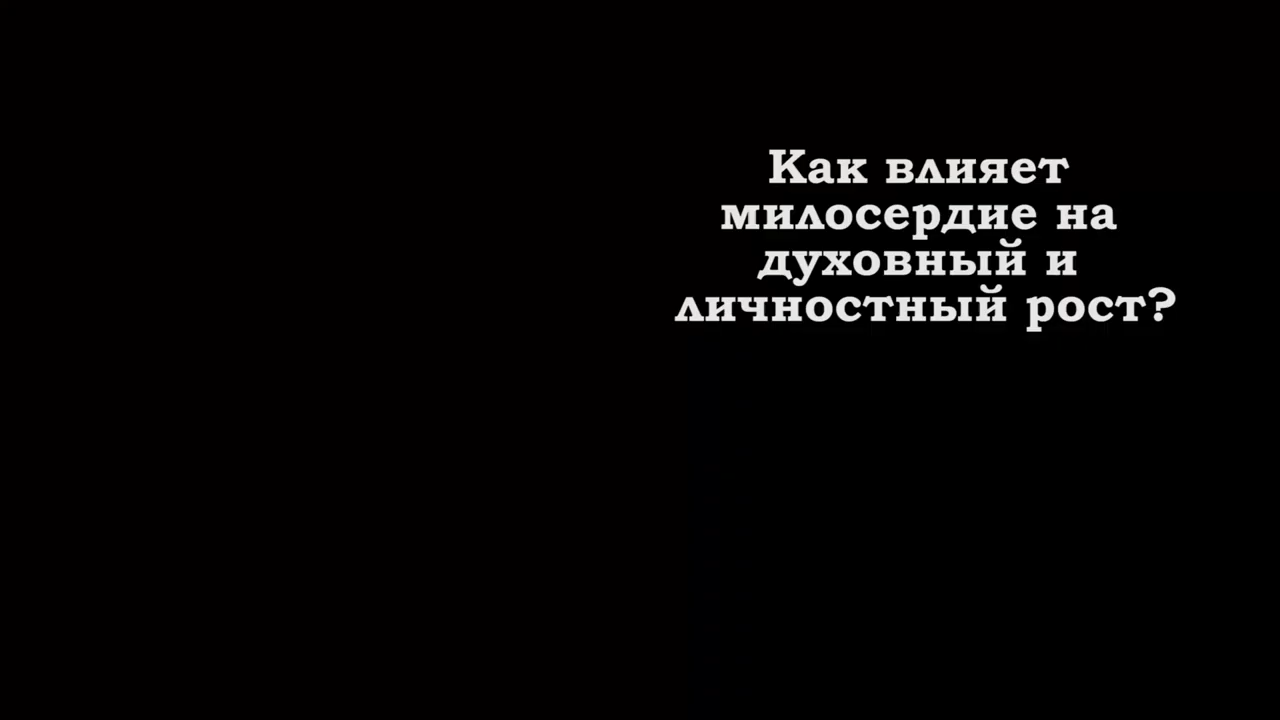 Как влияет
милосердие на
духовный и
личностный рост?